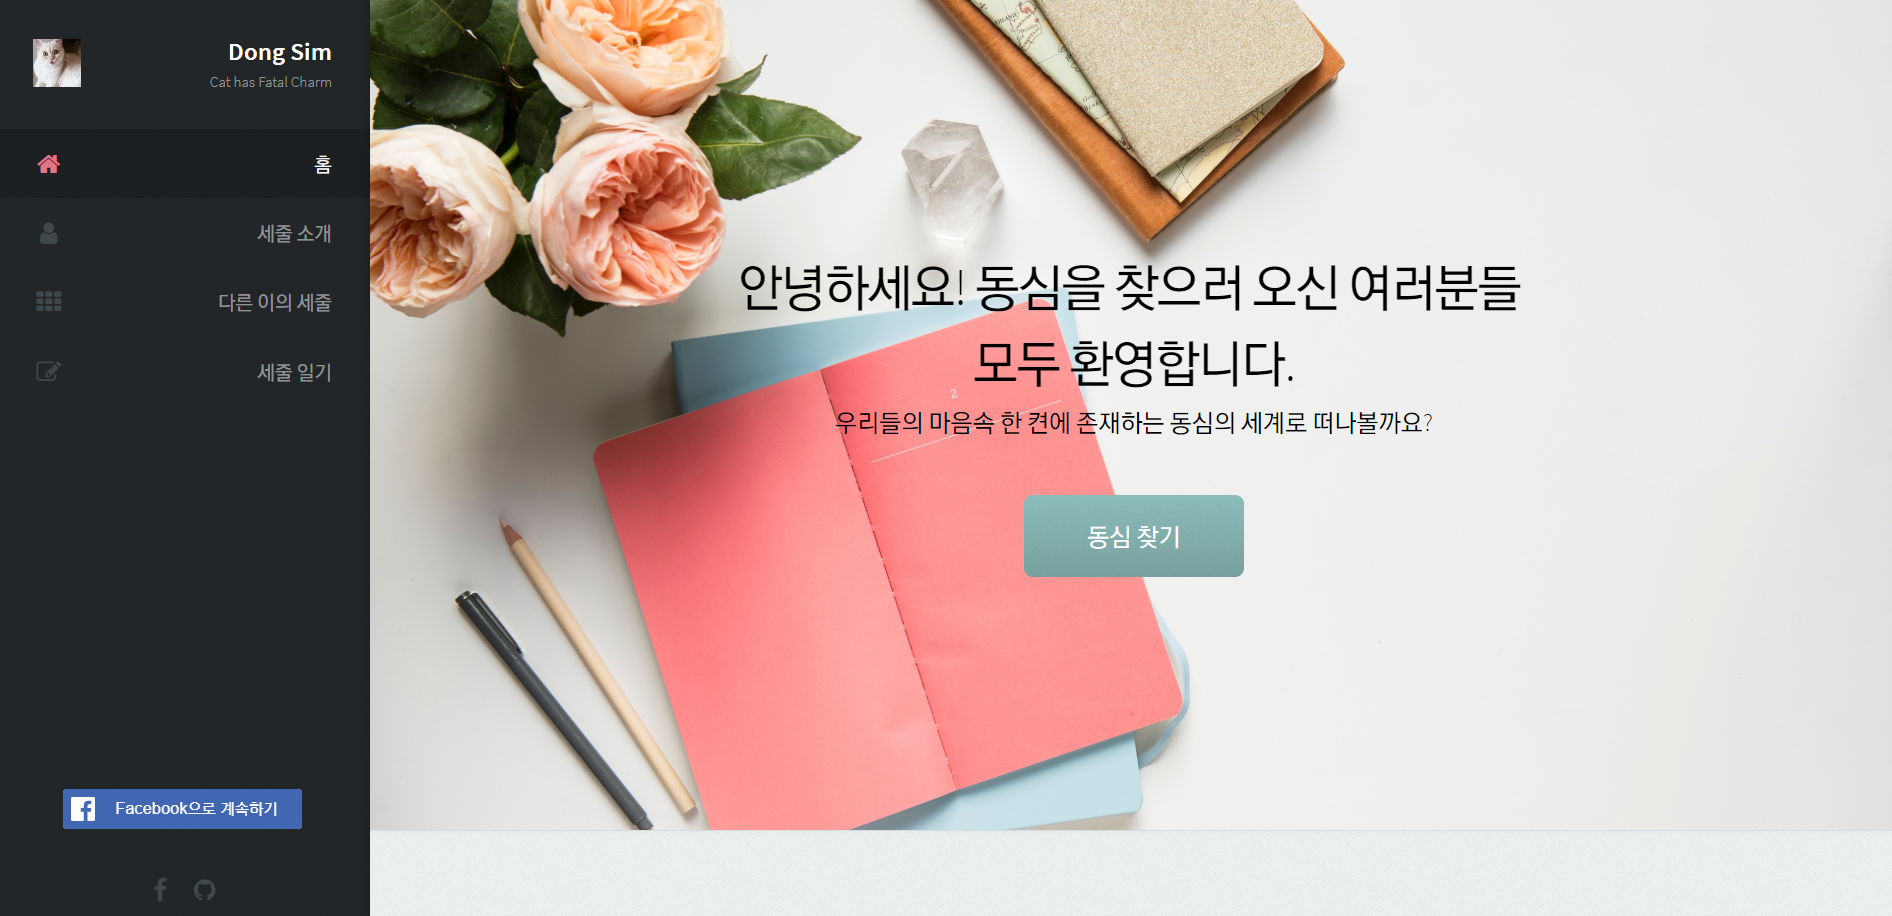 Dong Sim
Cat has Fatal Charm
홈
세줄 소개
다른 이의 세줄
세줄 일기
Facebook으로 계속하기
안녕하세요! 동심을 찾으러 오신 여러분들
모두 환영합니다.
2
우리들의 마음속 한 켠에 존재하는 동심의 세계로 떠나볼까요?
동심 찾기